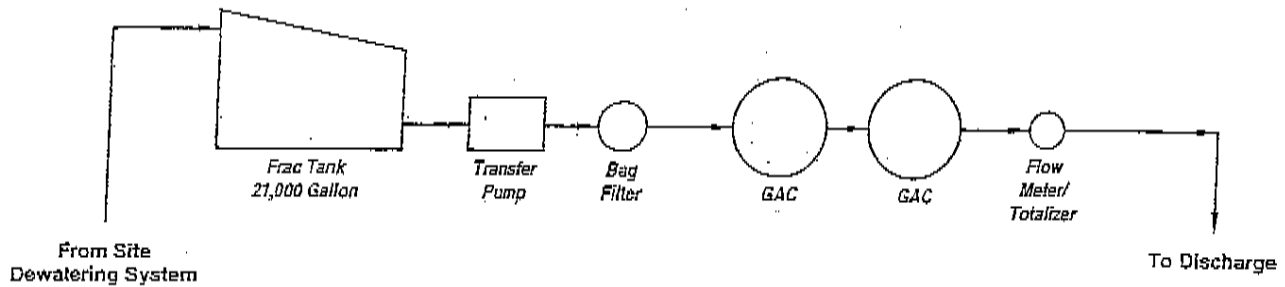 Frac Tank
21,000 Gallon
Transfer
Pump
Bag
Filter
GAC
GAC
Flow
Meter/
Totalizer
From Site
Dewatering System
To Discharge